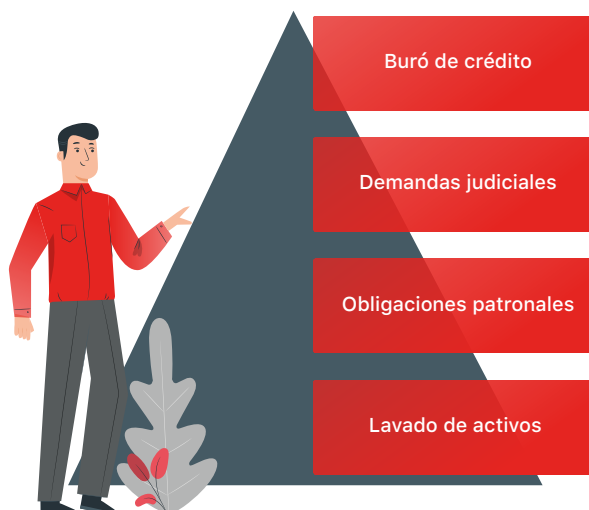 Buró de crédito
Demandas judiciales
Obligaciones patronales
Lavado de activos